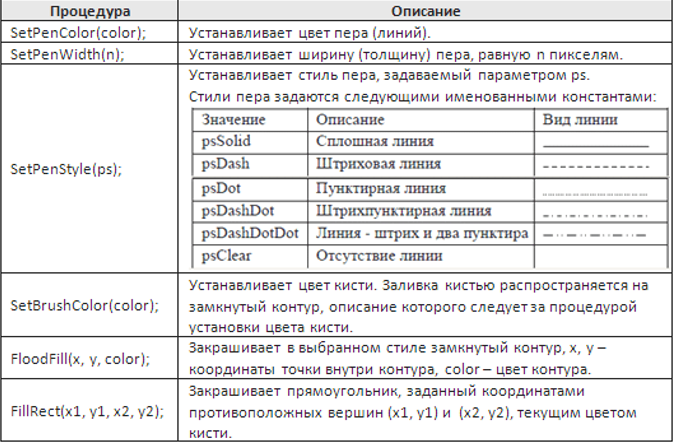 Процедура Описание
SetPenColor(color); Устанавливает цвет пера (линий).
SetPenWidth(n); Устанавливает ширину (толщину) пера, равную n пикселям.
SetPenStyle(ps);
Устанавливает стиль пера, задаваемый параметром ps.
Стили пера задаются следующими именованными константами:
Значение Описание Вид линии
psSolid Сплошная линия
psDash Штриховая линия
psDot Пунктирная линия
psDashDot Штрихпунктирная линия
psDashDotDot Линия - штрих и два пунктира
psClear Отсутствие линии
SetBrushColor(color);
Устанавливает цвет кисти. Заливка кистью распространяется на
замкнутый контур, описание которого следует за процедурой
установки цвета кисти.
FloodFill(x, y, color);
Закрашивает в выбранном стиле замкнутый контур, x, y –
координаты точки внутри контура, color – цвет контура.
FillRect(x1, y1, x2, y2);
Закрашивает прямоугольник, заданный координатами
противоположных вершин (x1, y1) и (x2, y2), текущим цветом
кисти.